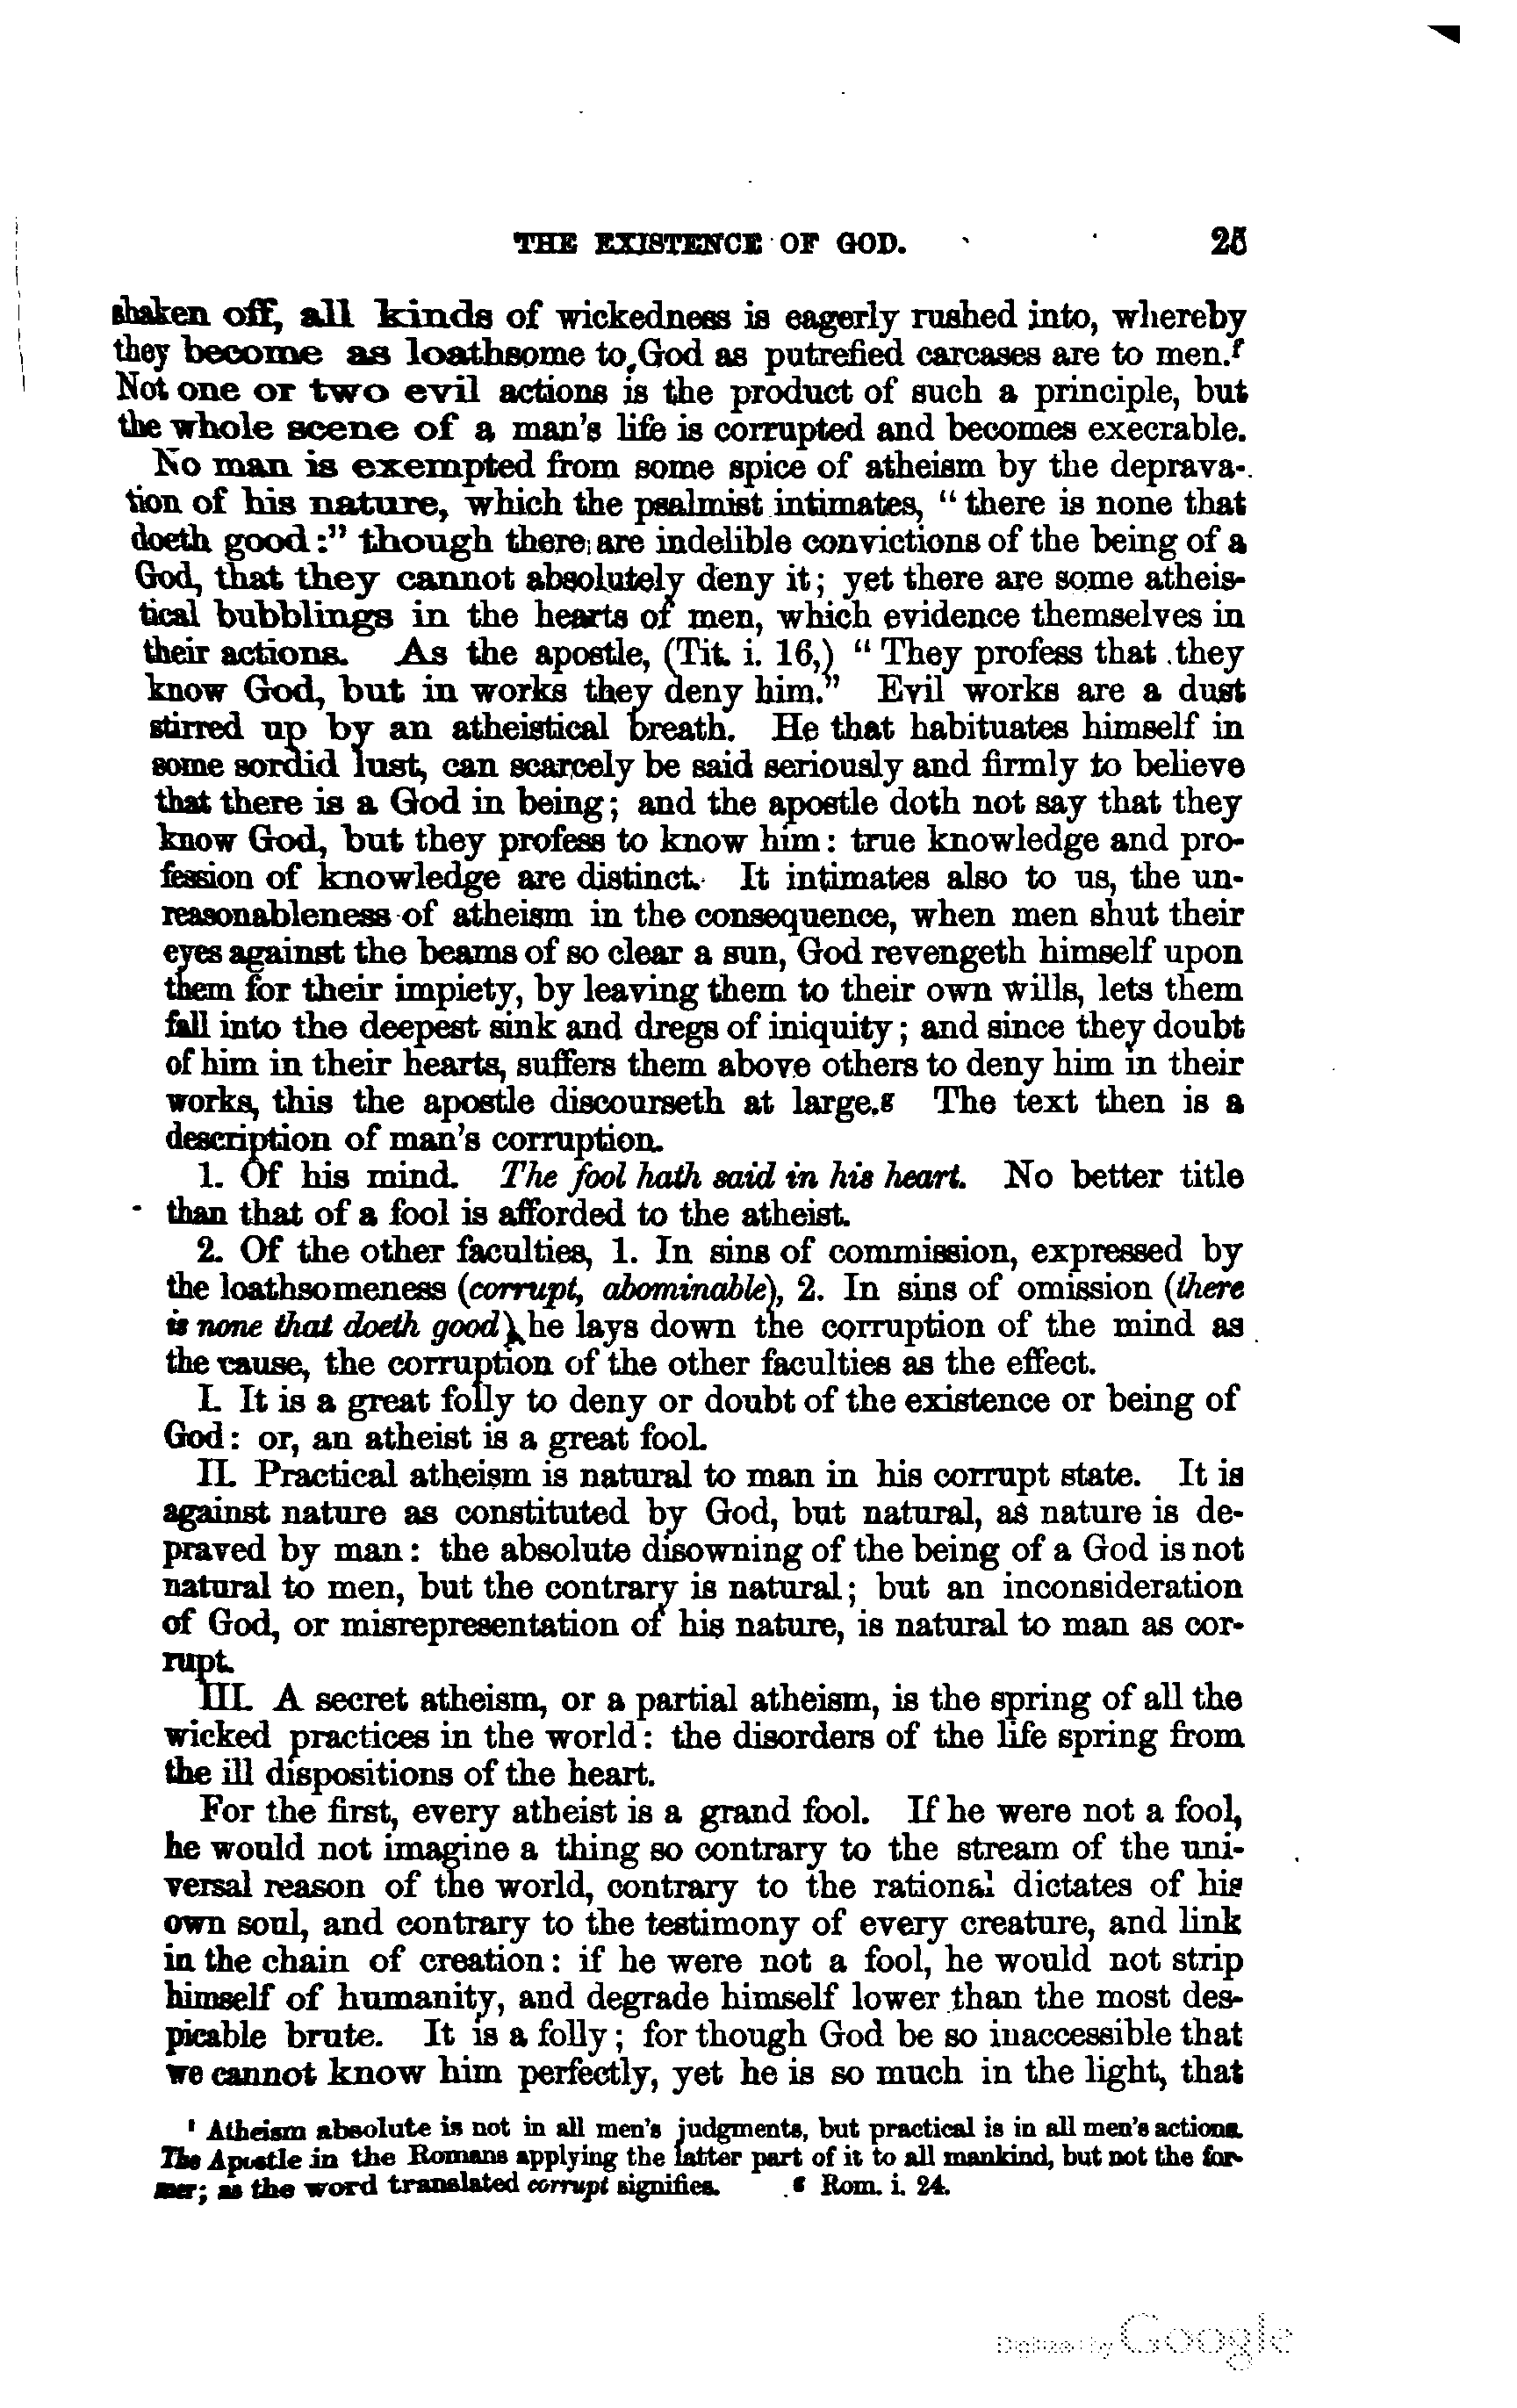 THE EXISTENCE OF GOD. 25
shaken off, all kinds of wickedness is eagerly rushed into, whereby
they become as loathsome to God as putrefied carcases are to men.f
Not one or two evil actions is the product of such a principle, but
the whole scene of a man's life is corrupted and becomes execrable.
No man is exempted from some spice of atheism by the deprava-
tion of his nature, which the psalmist intimates, “ there is none that
doeth good :” though there are indelible convictions of the being of a
God, that they cannot absolutely deny it; yet there are some atheis-
tical bubblings in the hearts of men, which evidence themselves in
their actions. As the apostle, (Tit. i. 16,) “ They profess that they
know God, but in works they deny him.” Evil works are a dust
stirred up by an atheistical breath. He that habituates himself in
some sordid lust, can scarcely be said seriously and firmly to believe
that there is a God in being; and the apostle doth not say that they
know God, but they profess to know him: true knowledge and pro-
fession of knowledge are distinct. It intimates also to us, the un-
reasonableness of atheism in the consequence, when men shut their
eyes against the beams of so clear a sun, God revengeth himself upon
them for their impiety, by leaving them to their own wills, lets them
fall into the deepest sink and dregs of iniquity; and since they doubt
of him in their hearts, suffers them above others to deny him in their
works, this the apostle discourseth at large.g The text then is a
description of man's corruption.
1. Of his mind. The fool hath said in his heart. No better title
than that of a fool is afforded to the atheist.
2. Of the other faculties, 1. In sins of commission, expressed by
the loathsomeness (corrupt, abominable), 2. In sins of omission (there
is none that doeth good) he lays down the corruption of the mind as
the cause, the corruption of the other faculties as the effect.
I. It is a great folly to deny or doubt of the existence or being of
God: or, an atheist is a great fool.
II. Practical atheism is natural to man in his corrupt state. It is
against nature as constituted by God, but natural, as nature is de-
praved by man: the absolute disowning of the being of a God is not
natural to men, but the contrary is natural; but an inconsideration
of God, or misrepresentation of his nature, is natural to man as cor-
rupt.
III. A secret atheism, or a partial atheism, is the spring of all the
wicked practices in the world: the disorders of the life spring from
the ill dispositions of the heart.
For the first, every atheist is a grand fool. If he were not a fool,
he would not imagine a thing so contrary to the stream of the uni-
versal reason of the world, contrary to the rational dictates of his
own soul, and contrary to the testimony of every creature, and link
in the chain of creation: if he were not a fool, he would not strip
himself of humanity, and degrade himself lower than the most des-
picable brute. It is a folly; for though God be so inaccessible that
we cannot know him perfectly, yet he is so much in the light, that
f Atheism absolute is not in all men's judgments, but practical is in all men's actions.
The Apostle in the Romans applying the latter part of it to all mankind, but not the for-
mer; as the word translated corrupt signifies. g Rom. i. 24.
Digitized by Google